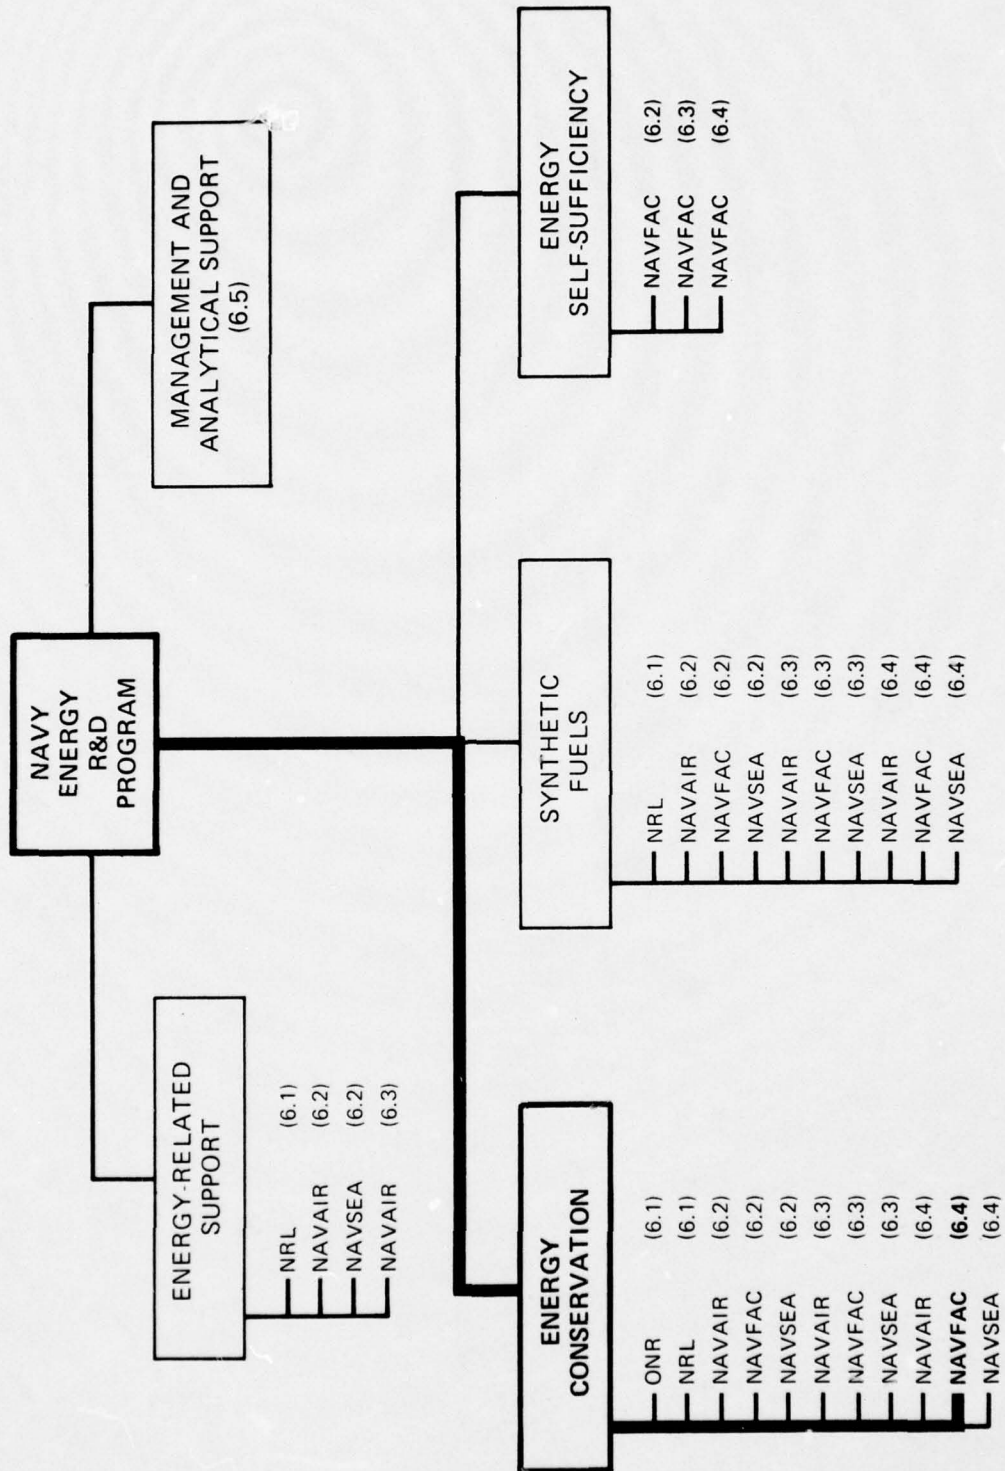 NAVY
ENERGY
R&D
PROGRAM
ENERGY-RELATED
SUPPORT
NRL (6.1)
NAVAIR (6.2)
NAVSEA (6.2)
NAVAIR (6.3)
MANAGEMENT AND
ANALYTICAL SUPPORT
(6.5)
ENERGY
CONSERVATION
ONR (6.1)
NRL (6.1)
NAVAIR (6.2)
NAVFAC (6.2)
NAVSEA (6.2)
NAVAIR (6.3)
NAVFAC (6.3)
NAVSEA (6.3)
NAVAIR (6.4)
NAVFAC (6.4)
NAVSEA (6.4)
SYNTHETIC
FUELS
NRL (6.1)
NAVAIR (6.2)
NAVFAC (6.2)
NAVSEA (6.2)
NAVAIR (6.3)
NAVFAC (6.3)
NAVSEA (6.3)
NAVAIR (6.4)
NAVFAC (6.4)
NAVSEA (6.4)
ENERGY
SELF-SUFFICIENCY
NAVFAC (6.2)
NAVFAC (6.3)
NAVFAC (6.4)